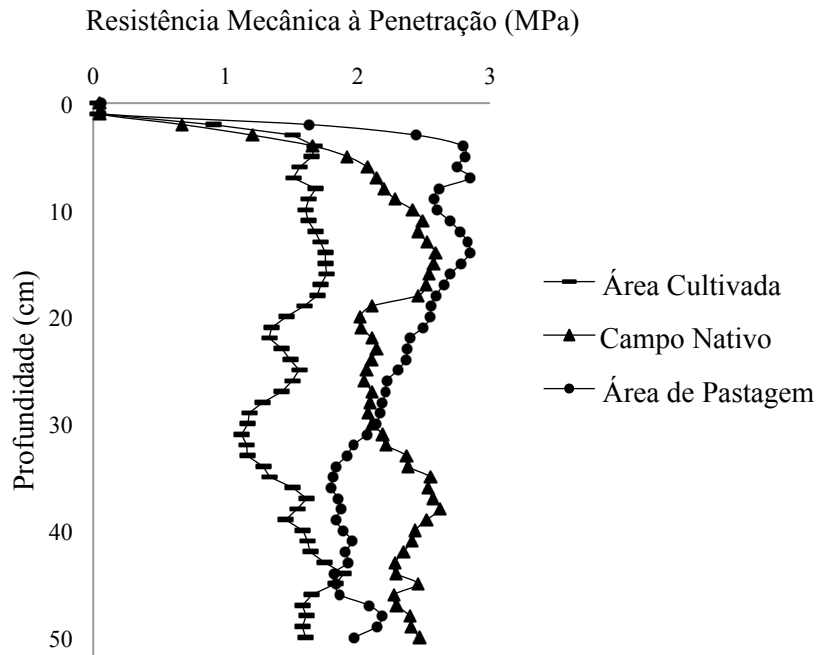 Resistência Mecânica à Penetração (MPa)
0 1 2 3
0
10
20
30
40
50
Profundidade (cm)
Área Cultivada
Campo Nativo
Área de Pastagem